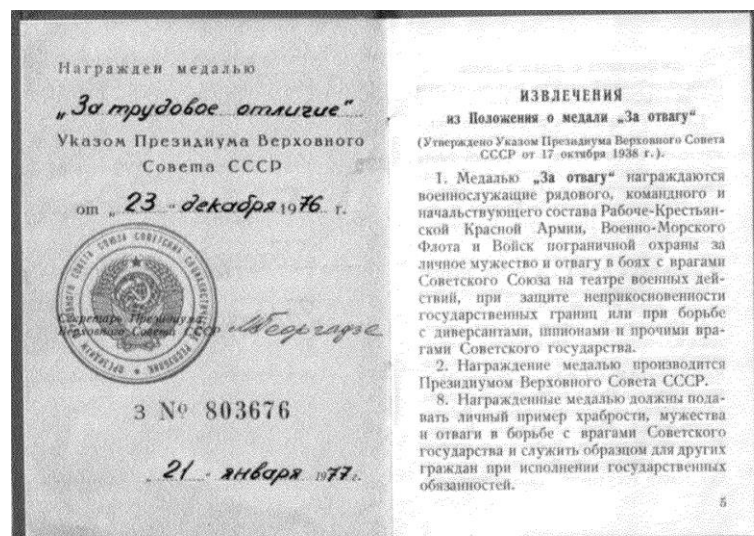 Награжден медалью
„За трудовое отличие“
Указом Президиума Верховного
Совета СССР
от „ 23 - декабря 1976 г.
Секретарь Президиума
Верховного Совета СССР МГеоргадзе
З № 803676
„ 21 - января 1977 г.
ИЗВЛЕЧЕНИЯ
из Положения о медали „За отвагу“
(Утверждено Указом Президиума Верховного Совета
СССР от 17 октября 1938 г.).
1. Медалью „За отвагу“ награждаются
военнослужащие рядового, командного и
начальствующего состава Рабоче-Крестьян-
ской Красной Армии, Военно-Морского
Флота и Войск пограничной охраны за
личное мужество и отвагу в боях с врагами
Советского Союза на театре военных дей-
ствий, при защите неприкосновенности
государственных границ или при борьбе
с диверсантами, шпионами и прочими вра-
гами Советского государства.
2. Награждение медалью производится
Президиумом Верховного Совета СССР.
8. Награжденные медалью должны пода-
вать личный пример храбрости, мужества
и отваги в борьбе с врагами Советского
государства и служить образцом для других
граждан при исполнении государственных
обязанностей.
5